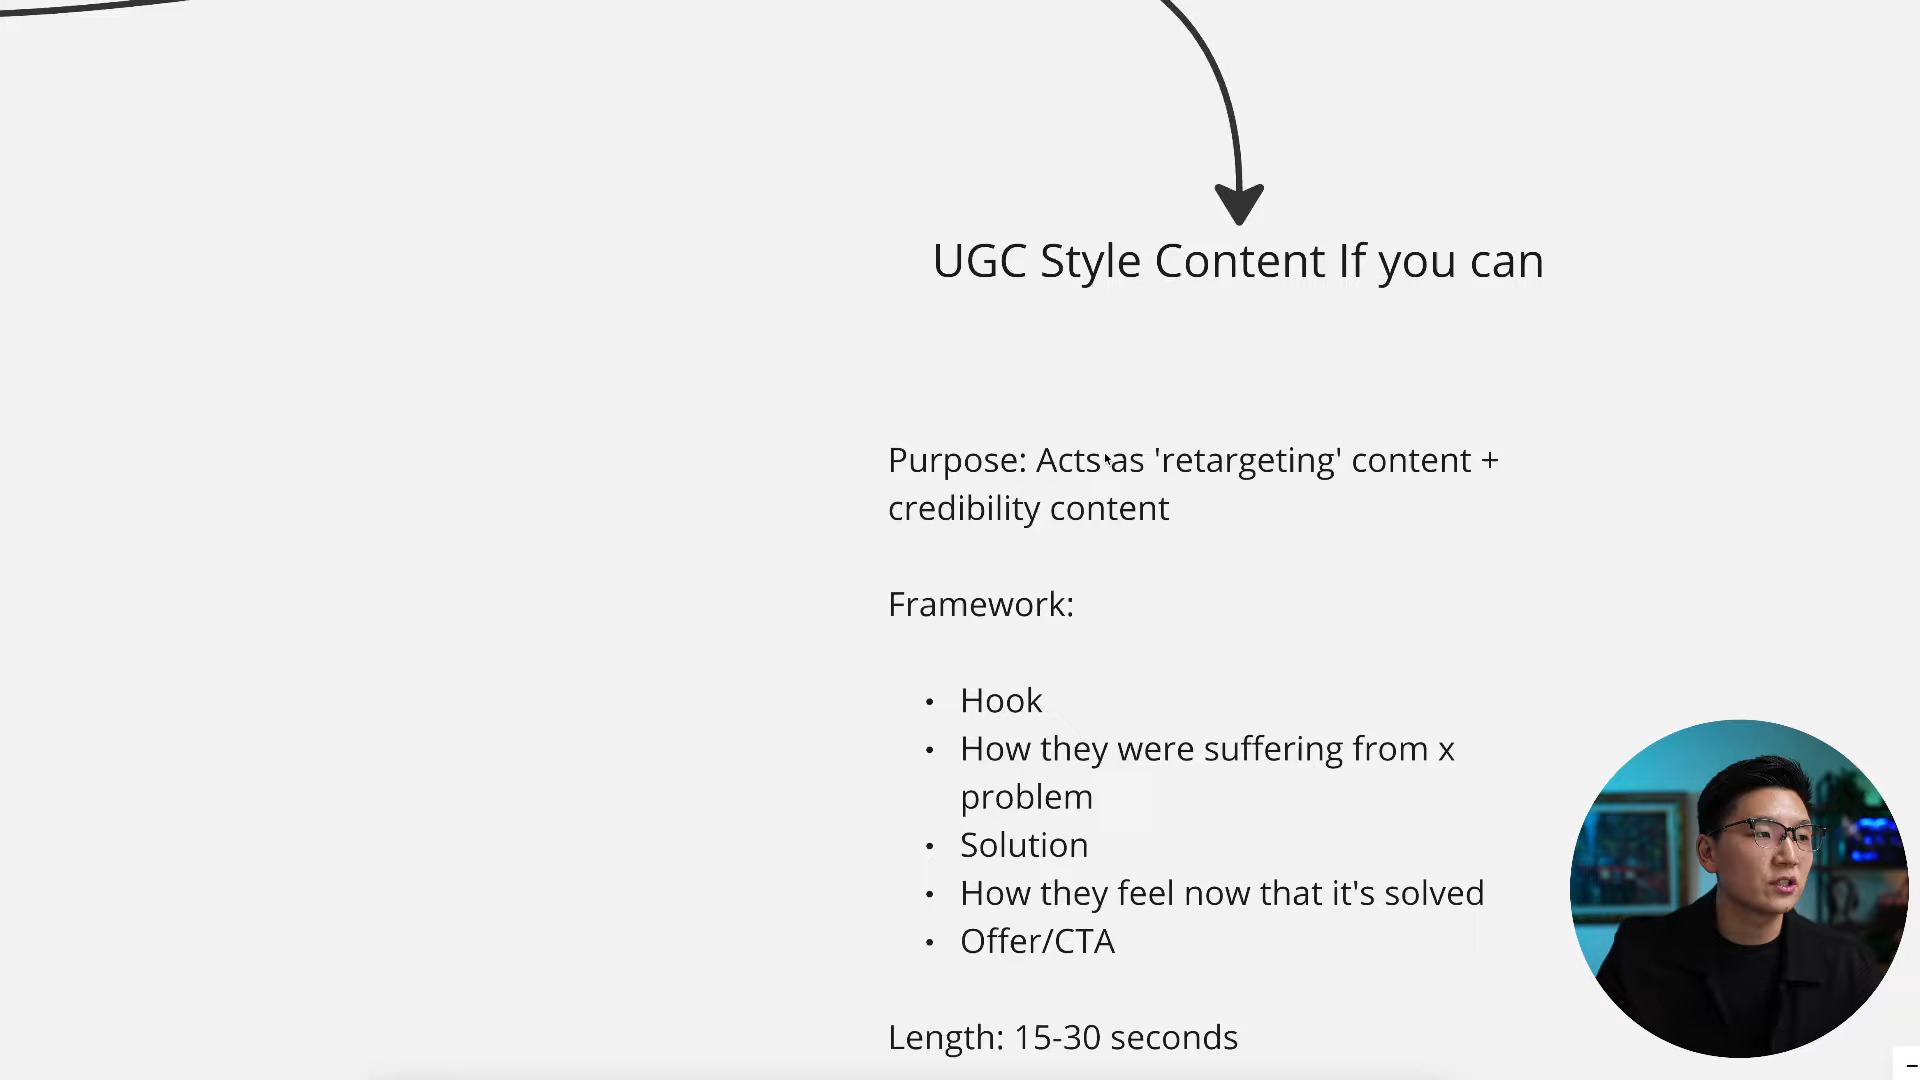 UGC Style Content If you can
Purpose: Acts as 'retargeting' content +
credibility content
Framework:
• Hook
• How they were suffering from x
problem
• Solution
• How they feel now that it's solved
• Offer/CTA
Length: 15-30 seconds